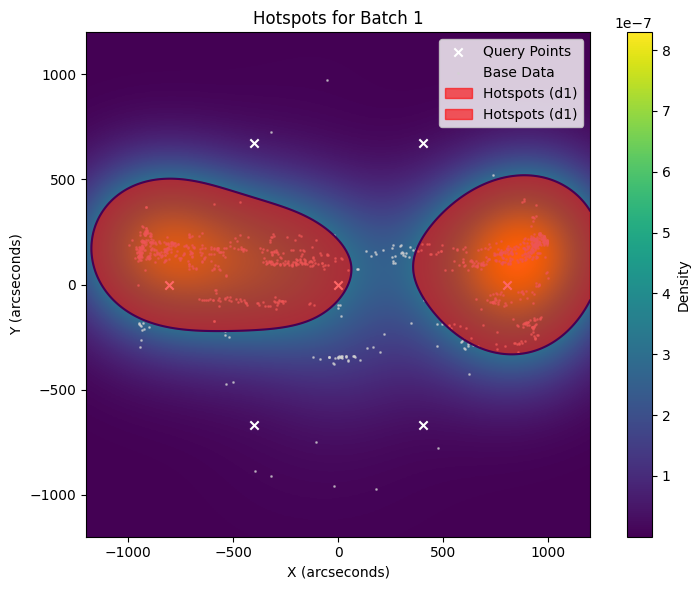 Hotspots for Batch 1
1e−7
Query Points
Base Data
Hotspots (d1)
Hotspots (d1)
1000
500
0
−500
−1000
Y (arcseconds)
−1000
−500
0
500
1000
X (arcseconds)
8
7
6
5
4
3
2
1
Density